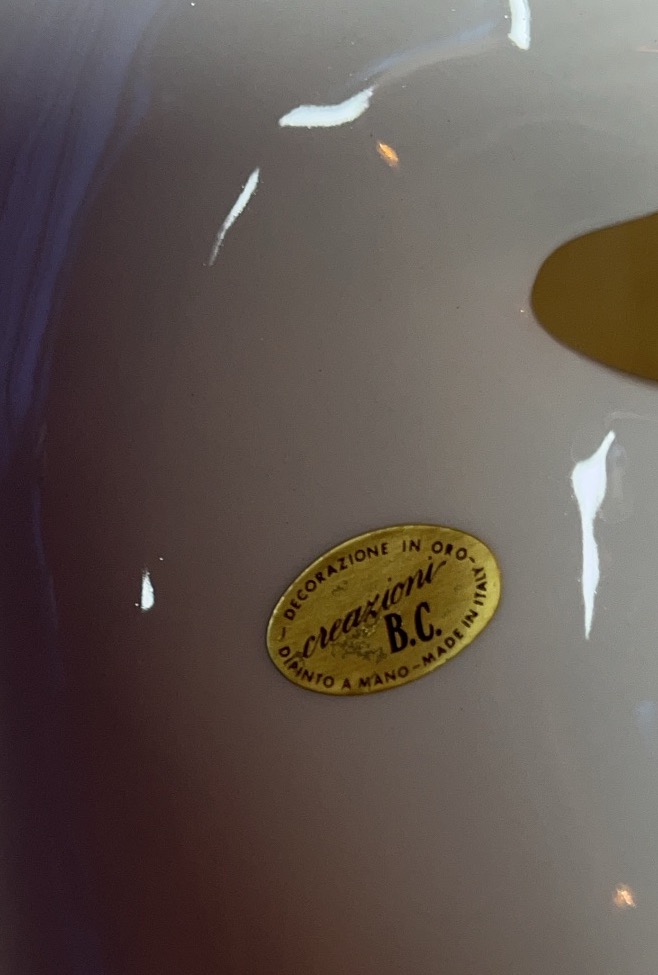 — DECORAZIONE IN ORO —
creazioni
B.C.
DIPINTO A MANO — MADE IN ITALY